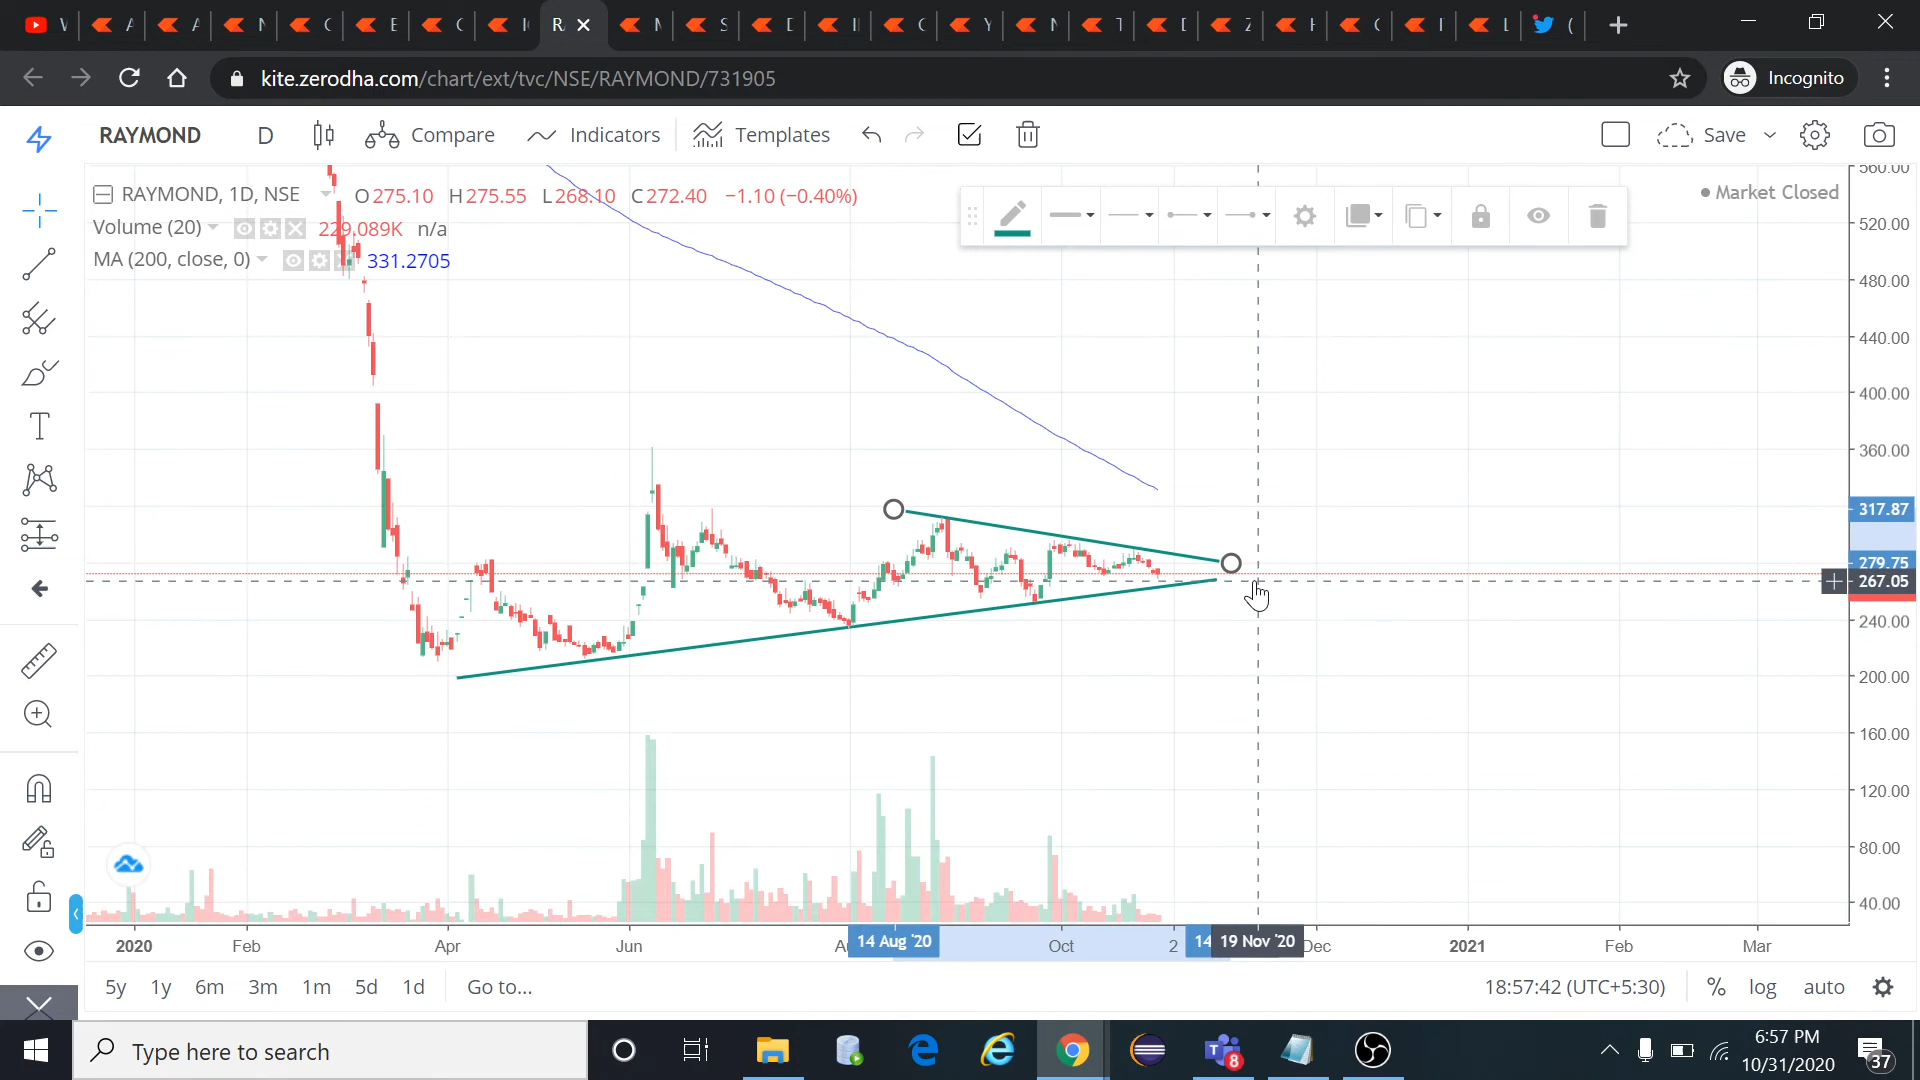 kite.zerodha.com/chart/ext/tvc/NSE/RAYMOND/731905
Incognito
RAYMOND D Compare Indicators Templates Save
RAYMOND, 1D, NSE O275.10 H275.55 L268.10 C272.40 −1.10 (−0.40%)
Market Closed
Volume (20) 229.089K n/a
MA (200, close, 0) 331.2705
560.00
520.00
480.00
440.00
400.00
360.00
317.87
279.75
267.05
240.00
200.00
160.00
120.00
80.00
40.00
2020 Feb Apr Jun 14 Aug '20 Oct 2 14 19 Nov '20 Dec 2021 Feb Mar
5y 1y 6m 3m 1m 5d 1d Go to... 18:57:42 (UTC+5:30) % log auto
Type here to search
8
6:57 PM
10/31/2020
37